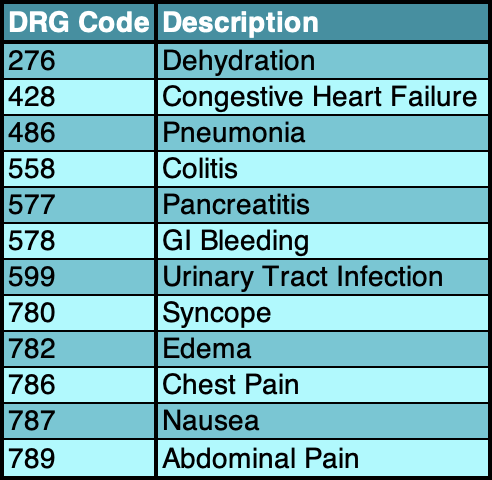 DRG Code Description
276 Dehydration
428 Congestive Heart Failure
486 Pneumonia
558 Colitis
577 Pancreatitis
578 GI Bleeding
599 Urinary Tract Infection
780 Syncope
782 Edema
786 Chest Pain
787 Nausea
789 Abdominal Pain